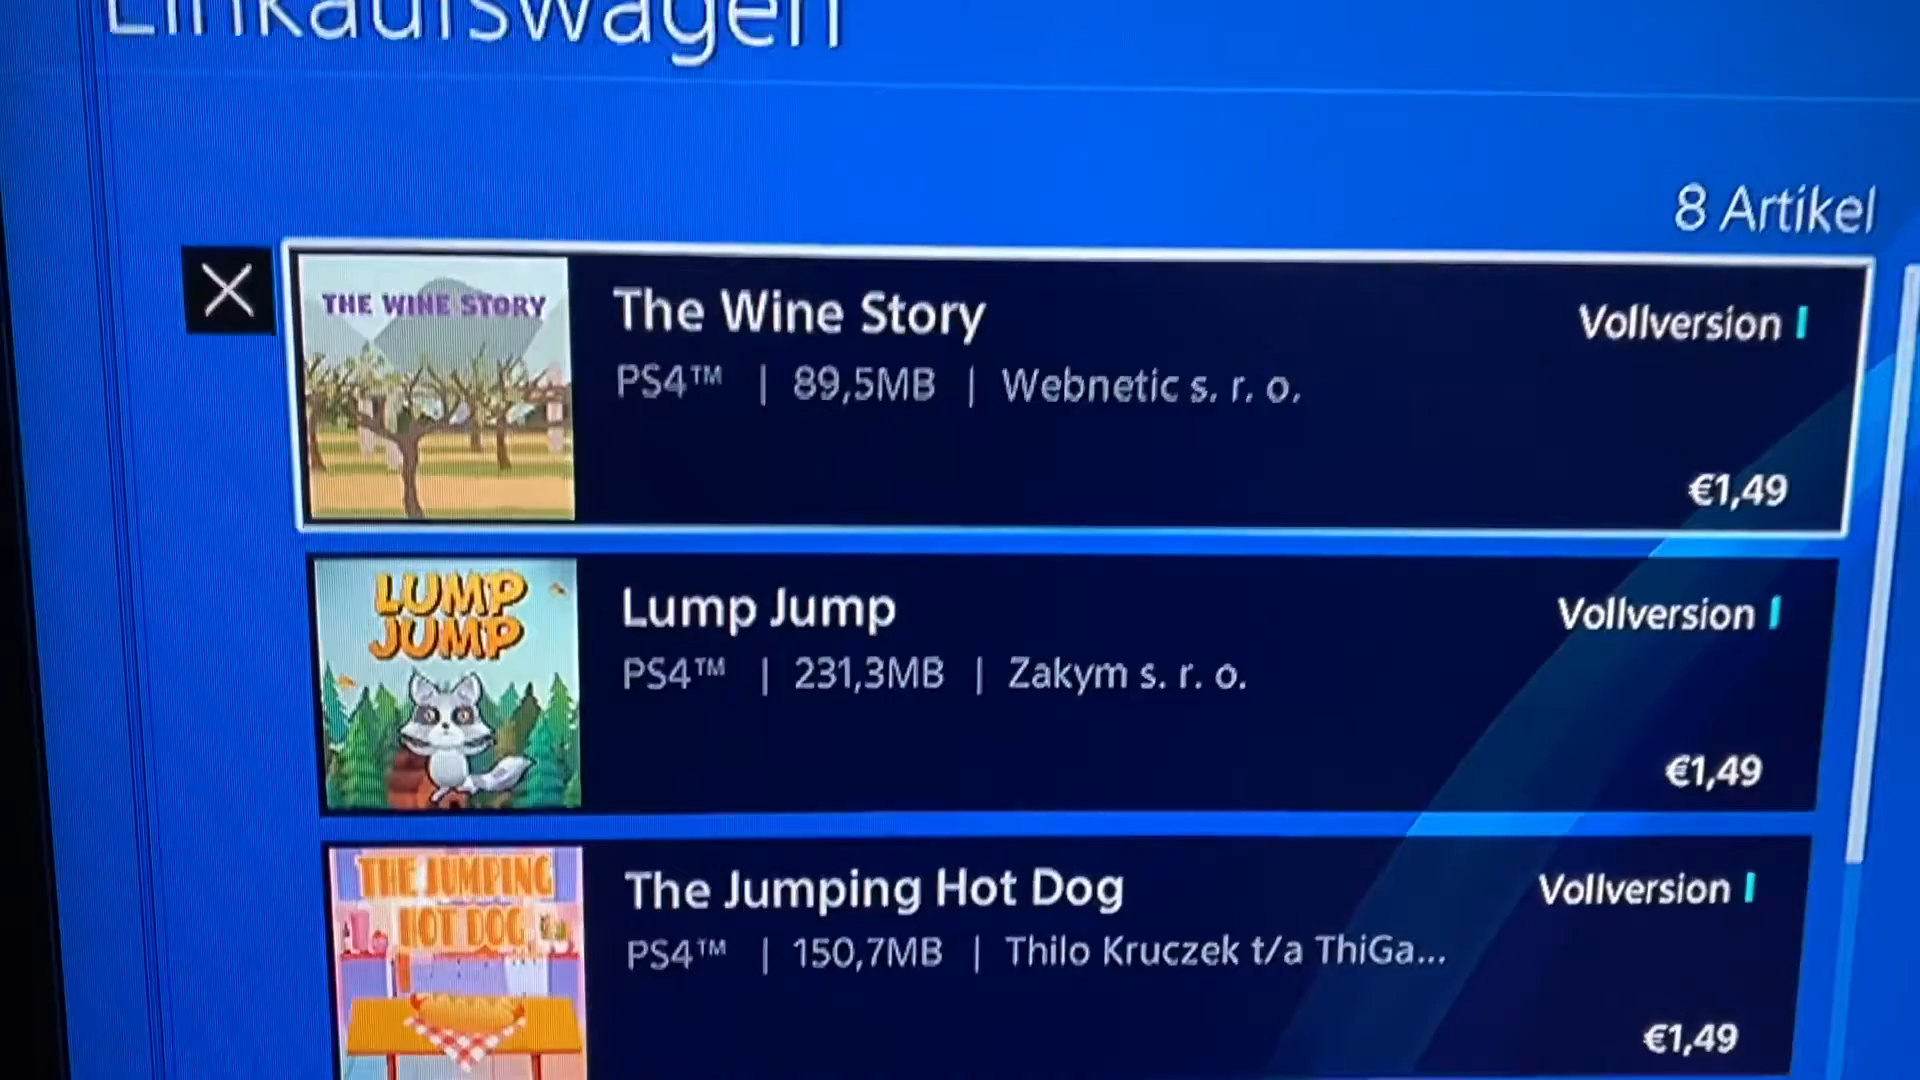 Einkaufswagen
8 Artikel
THE WINE STORY
The Wine Story
Vollversion
PS4™ | 89,5MB | Webnetic s. r. o.
€1,49
LUMP
JUMP
Lump Jump
Vollversion
PS4™ | 231,3MB | Zakym s. r. o.
€1,49
THE JUMPING
HOT DOG
The Jumping Hot Dog
Vollversion
PS4™ | 150,7MB | Thilo Kruczek t/a ThiGa...
€1,49